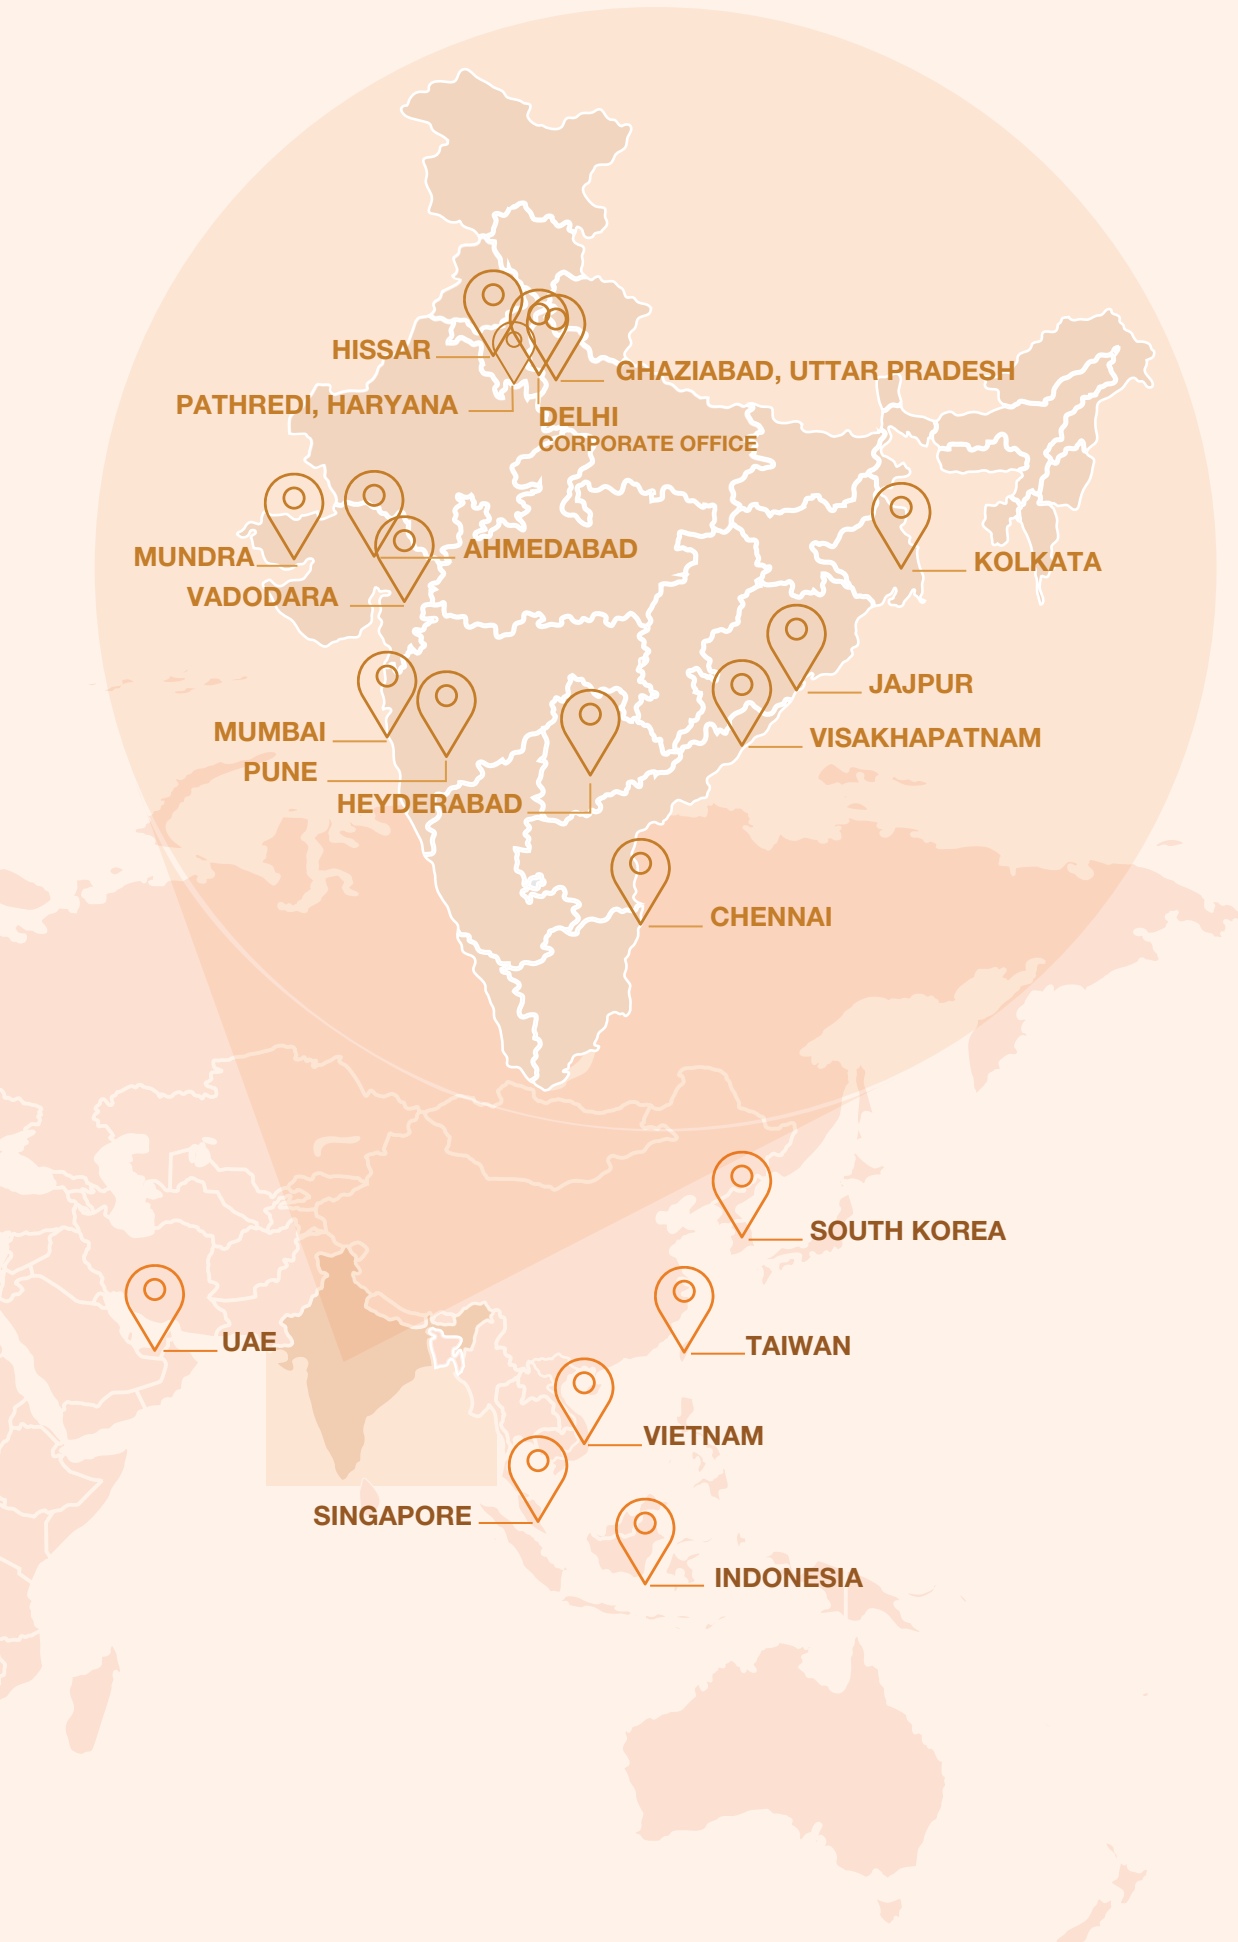 HISSAR
GHAZIABAD, UTTAR PRADESH
PATHREDI, HARYANA
DELHI
CORPORATE OFFICE
MUNDRA
AHMEDABAD
KOLKATA
VADODARA
JAJPUR
MUMBAI
VISAKHAPATNAM
PUNE
HEYDERABAD
CHENNAI
SOUTH KOREA
UAE
TAIWAN
VIETNAM
SINGAPORE
INDONESIA